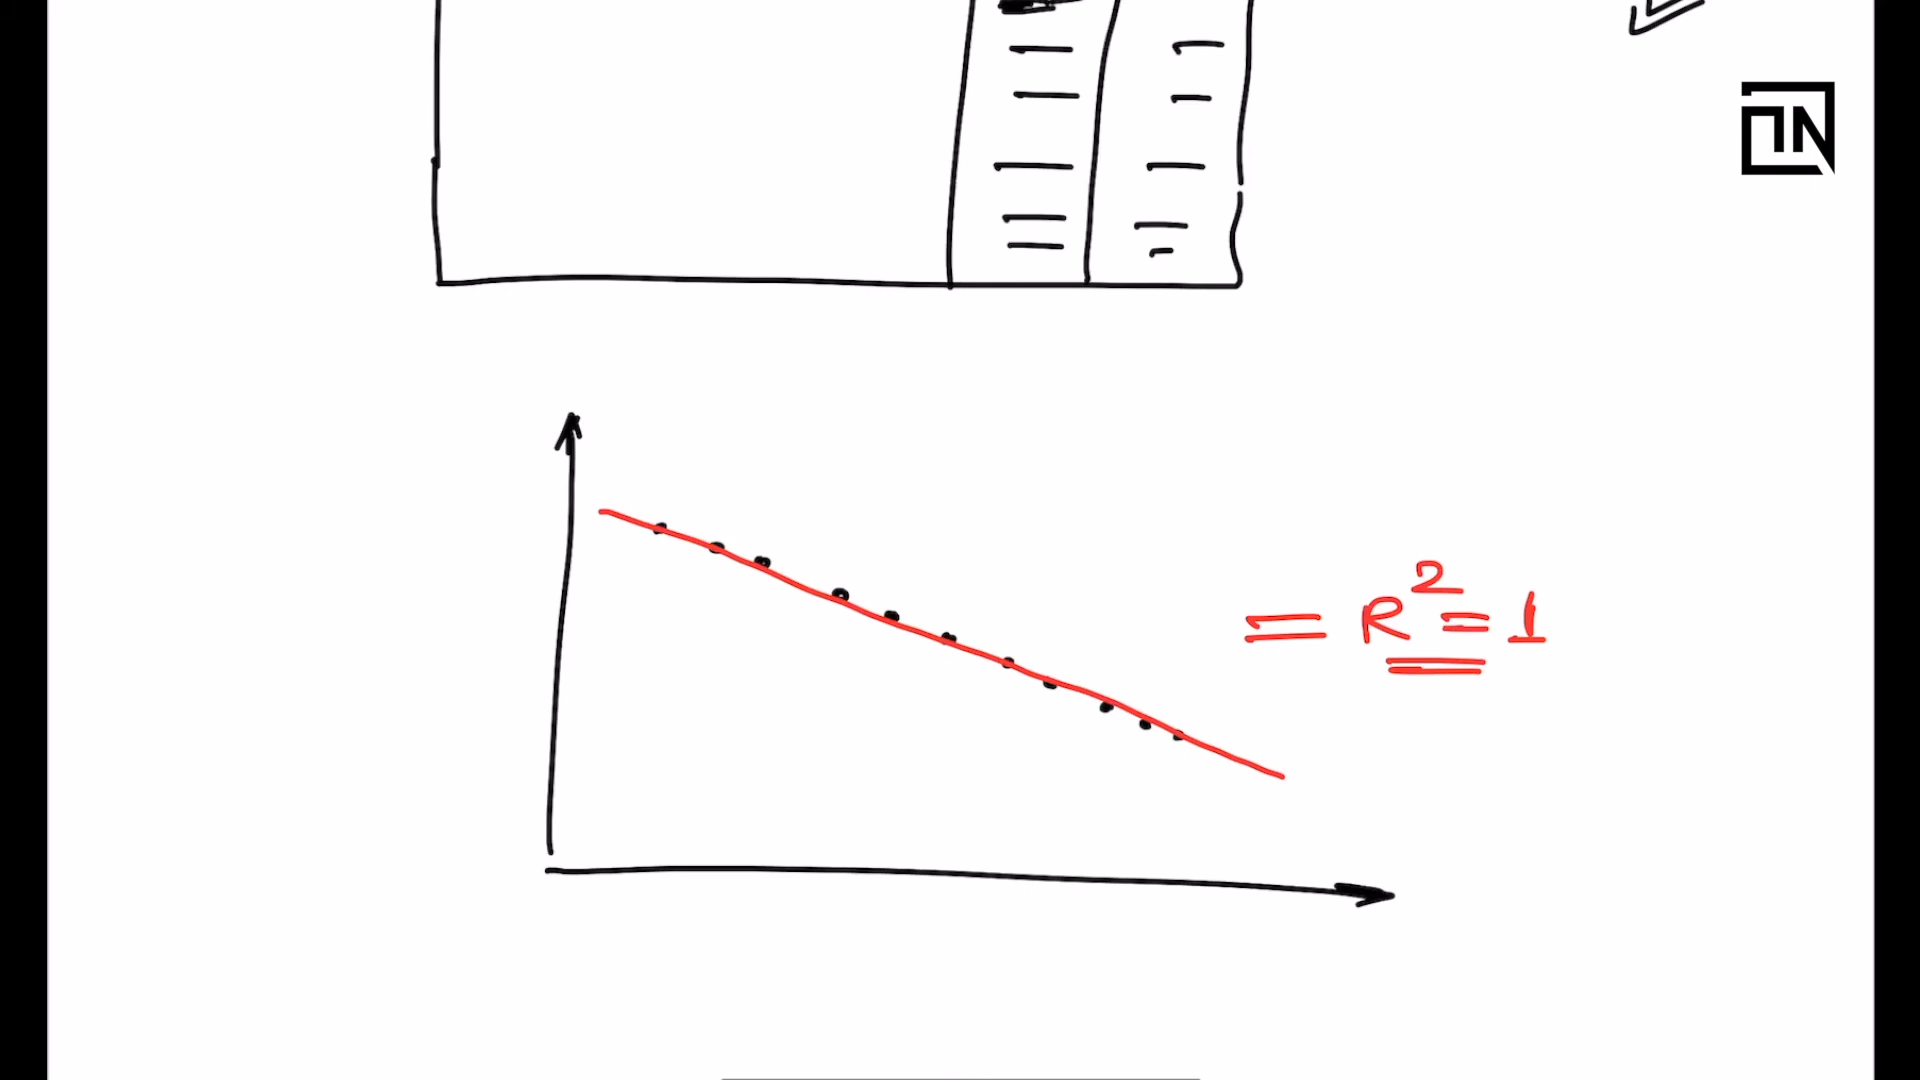 = R²=1